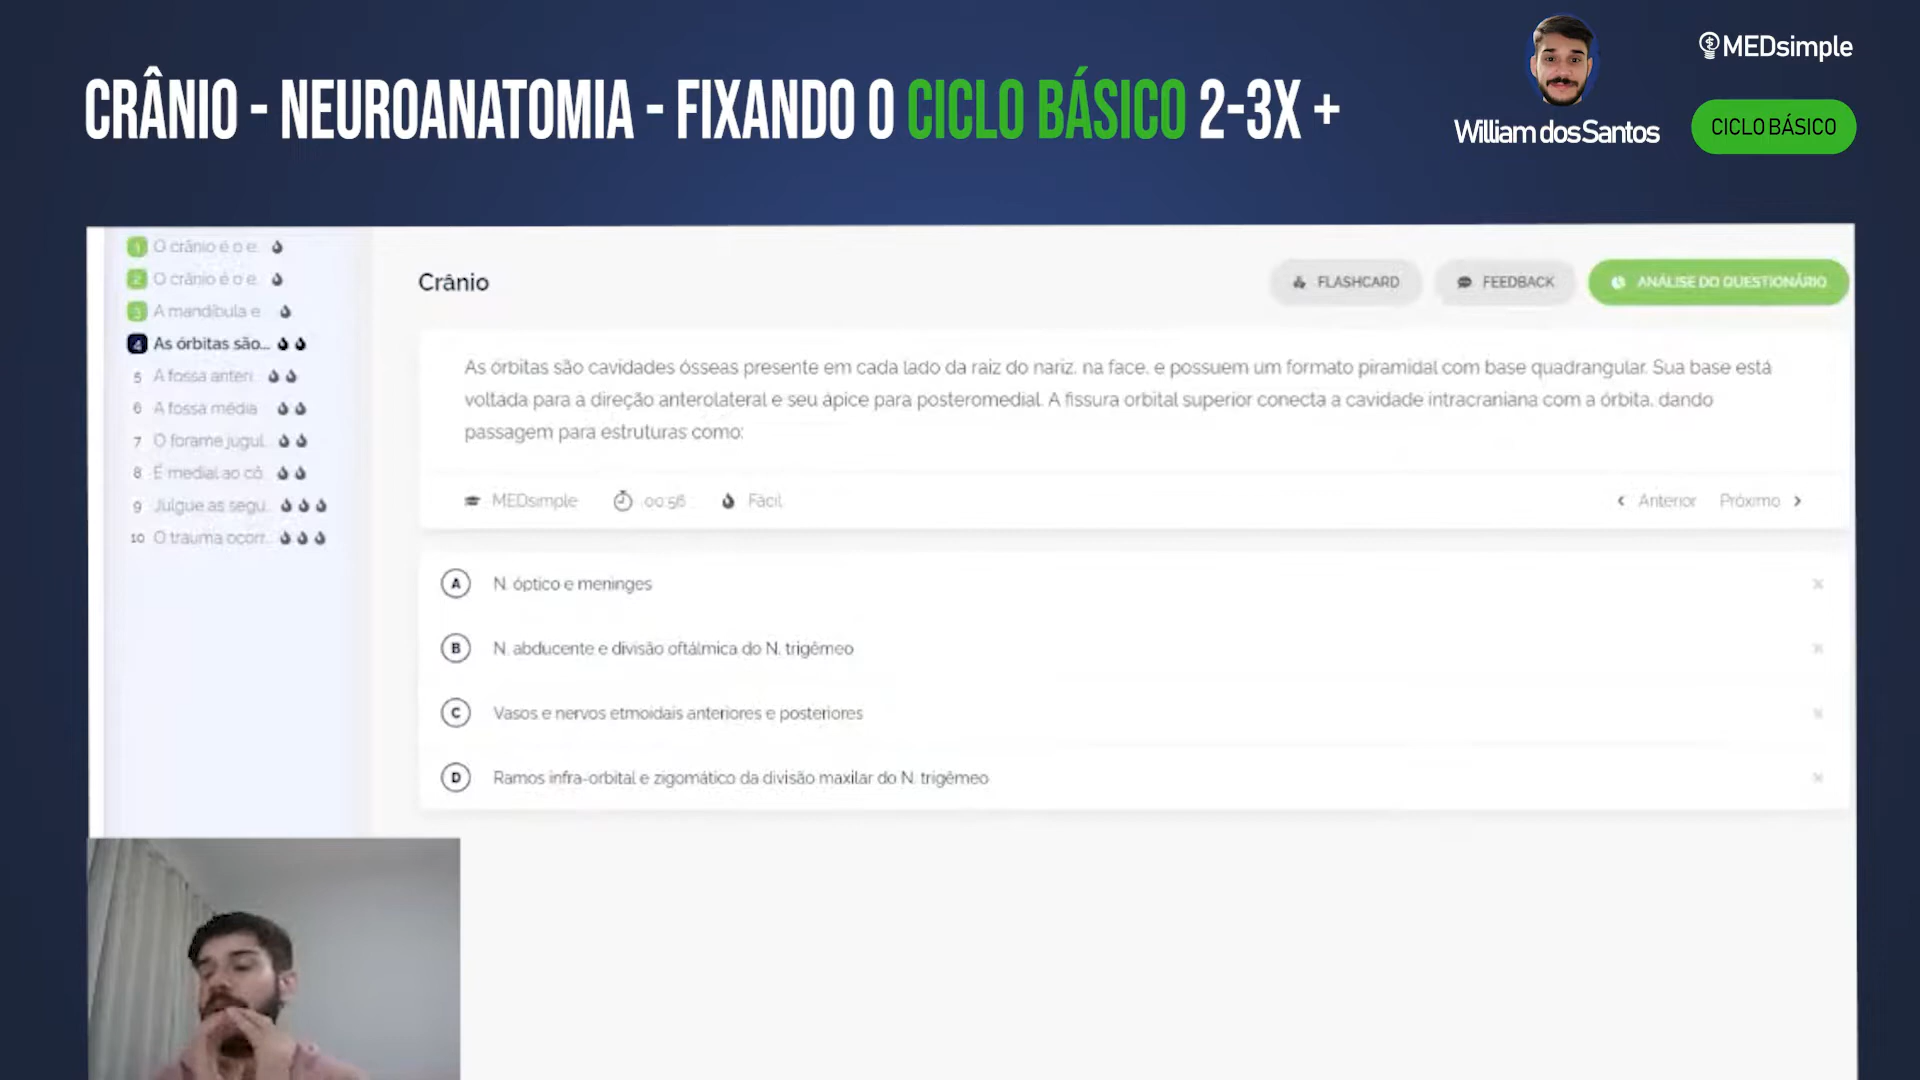 CRÂNIO - NEUROANATOMIA - FIXANDO O CICLO BÁSICO 2-3X +
William dos Santos
MEDsimple
CICLO BÁSICO
1 O crânio é o e.
2 O crânio é o e.
3 A mandíbula e
4 As órbitas são...
5 A fossa anteri..
6 A fossa média
7 O forame jugul..
8 É medial ao cô..
9 Julgue as segu..
10 O trauma ocorr..
Crânio
FLASHCARD
FEEDBACK
ANÁLISE DO QUESTIONÁRIO
As órbitas são cavidades ósseas presente em cada lado da raiz do nariz, na face, e possuem um formato piramidal com base quadrangular. Sua base está
voltada para a direção anterolateral e seu ápice para posteromedial. A fissura orbital superior conecta a cavidade intracraniana com a órbita, dando
passagem para estruturas como:
MEDsimple 00:56 Fácil
Anterior Próximo
A N. óptico e meninges
B N. abducente e divisão oftálmica do N. trigêmeo
C Vasos e nervos etmoidais anteriores e posteriores
D Ramos infra-orbital e zigomático da divisão maxilar do N. trigêmeo